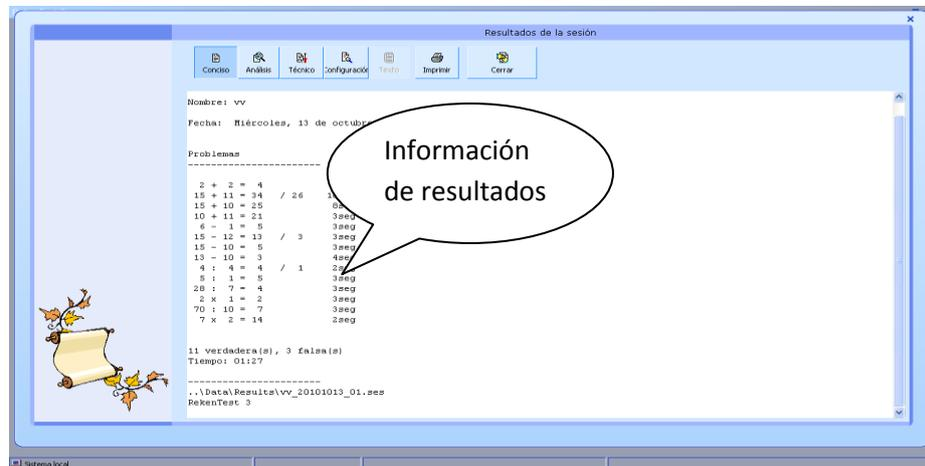 Resultados de la sesión
Conciso Análisis Técnico Configuración Texto Imprimir Cerrar
Nombre: vv
Fecha: Miércoles, 13 de octubre
Información
de resultados
Problemas
-----------------------
2 + 2 = 4
15 + 11 = 34 / 26
15 + 10 = 25 8seg
10 + 11 = 21 3seg
6 - 1 = 5 3seg
15 - 12 = 13 / 3 3seg
15 - 10 = 5 3seg
13 - 10 = 3 4seg
4 : 4 = 4 / 1 2seg
5 : 1 = 5 3seg
28 : 7 = 4 3seg
2 x 1 = 2 3seg
70 : 10 = 7 3seg
7 x 2 = 14 2seg
11 verdadera(s), 3 falsa(s)
Tiempo: 01:27
-----------------------
..\Data\Results\vv_20101013_01.ses
RekenTest 3
Sistema local